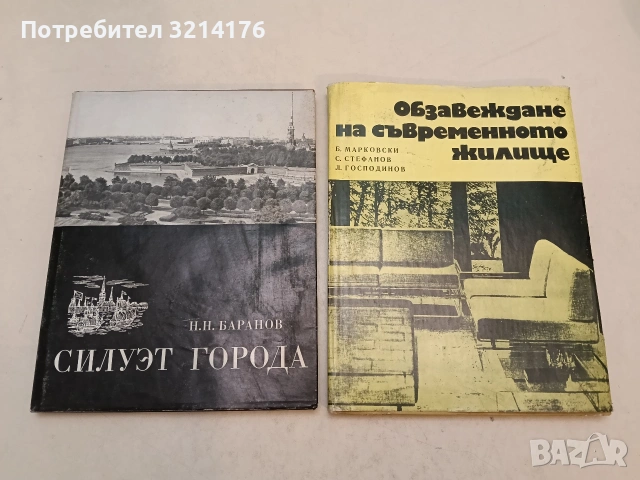 Потребител 3214176
Н.Н. БАРАНОВ
СИЛУЭТ ГОРОДА
Обзавеждане
на съвременното
жилище
Б. МАРКОВСКИ
С. СТЕФАНОВ
Л. ГОСПОДИНОВ
BAZAR